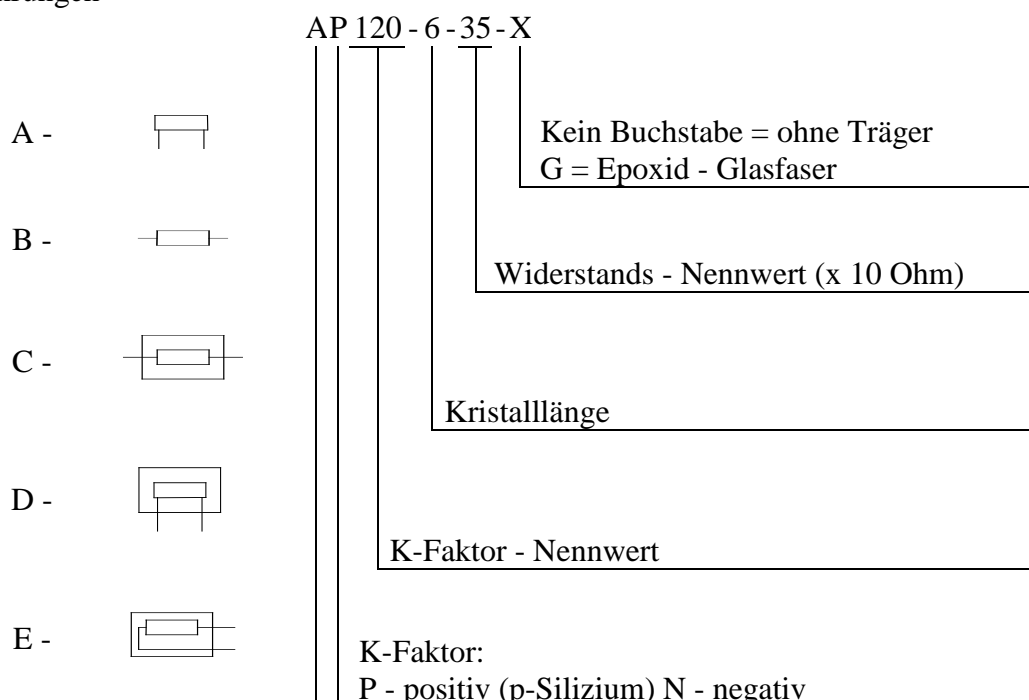 AP 120 - 6 - 35 - X
A -
Kein Buchstabe = ohne Träger
G = Epoxid - Glasfaser
B -
Widerstands - Nennwert (x 10 Ohm)
C -
Kristalllänge
D -
K-Faktor - Nennwert
E -
K-Faktor:
P - positiv (p-Silizium) N - negativ